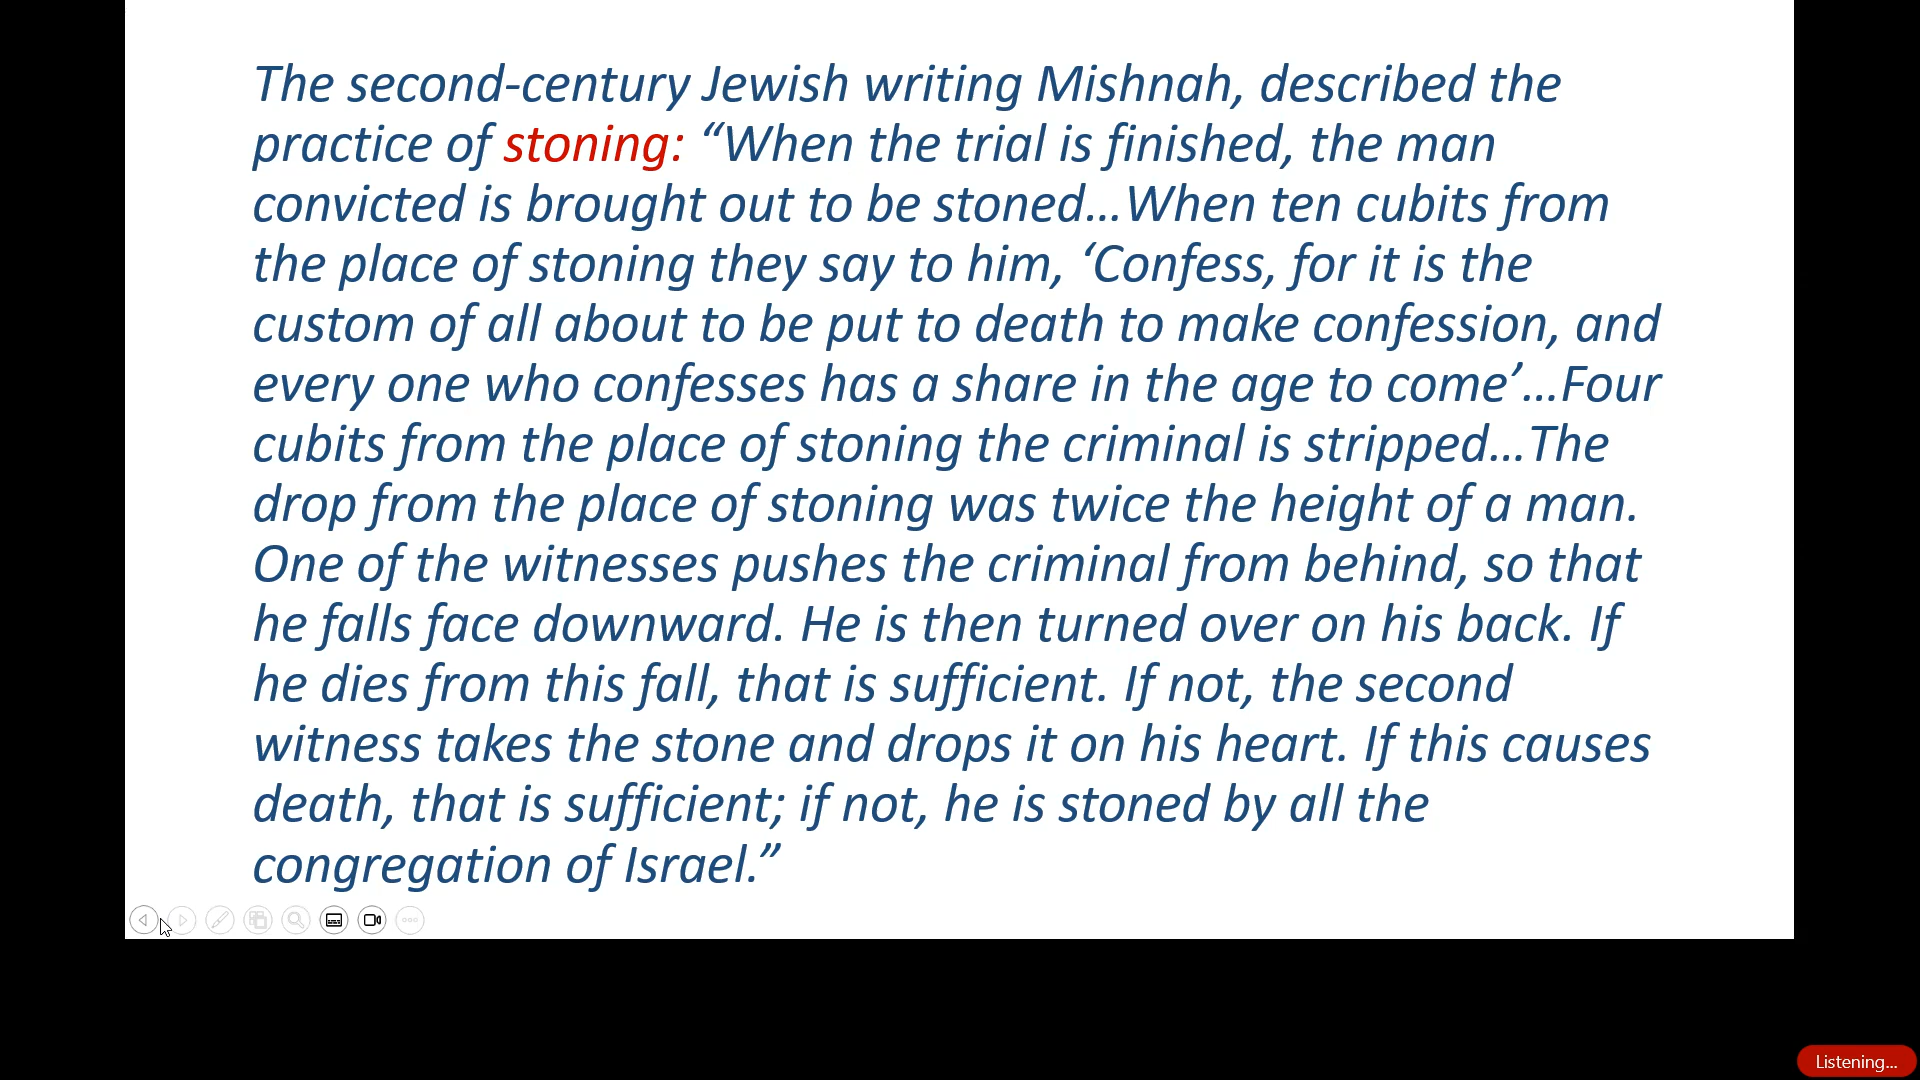 The second-century Jewish writing Mishnah, described the
practice of stoning: “When the trial is finished, the man
convicted is brought out to be stoned…When ten cubits from
the place of stoning they say to him, ‘Confess, for it is the
custom of all about to be put to death to make confession, and
every one who confesses has a share in the age to come’…Four
cubits from the place of stoning the criminal is stripped…The
drop from the place of stoning was twice the height of a man.
One of the witnesses pushes the criminal from behind, so that
he falls face downward. He is then turned over on his back. If
he dies from this fall, that is sufficient. If not, the second
witness takes the stone and drops it on his heart. If this causes
death, that is sufficient; if not, he is stoned by all the
congregation of Israel.”
Listening...